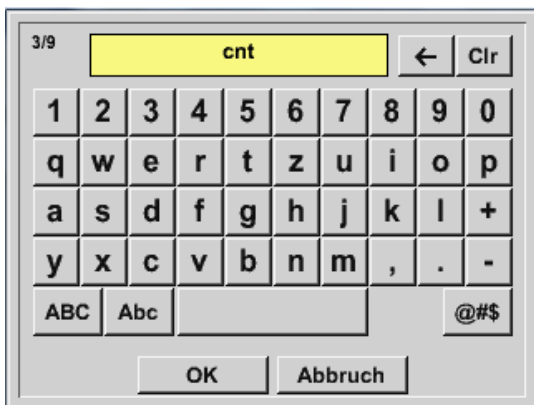 3/9 cnt ← Clr
1 2 3 4 5 6 7 8 9 0
q w e r t z u i o p
a s d f g h j k l +
y x c v b n m , . -
ABC Abc @#$
OK Abbruch